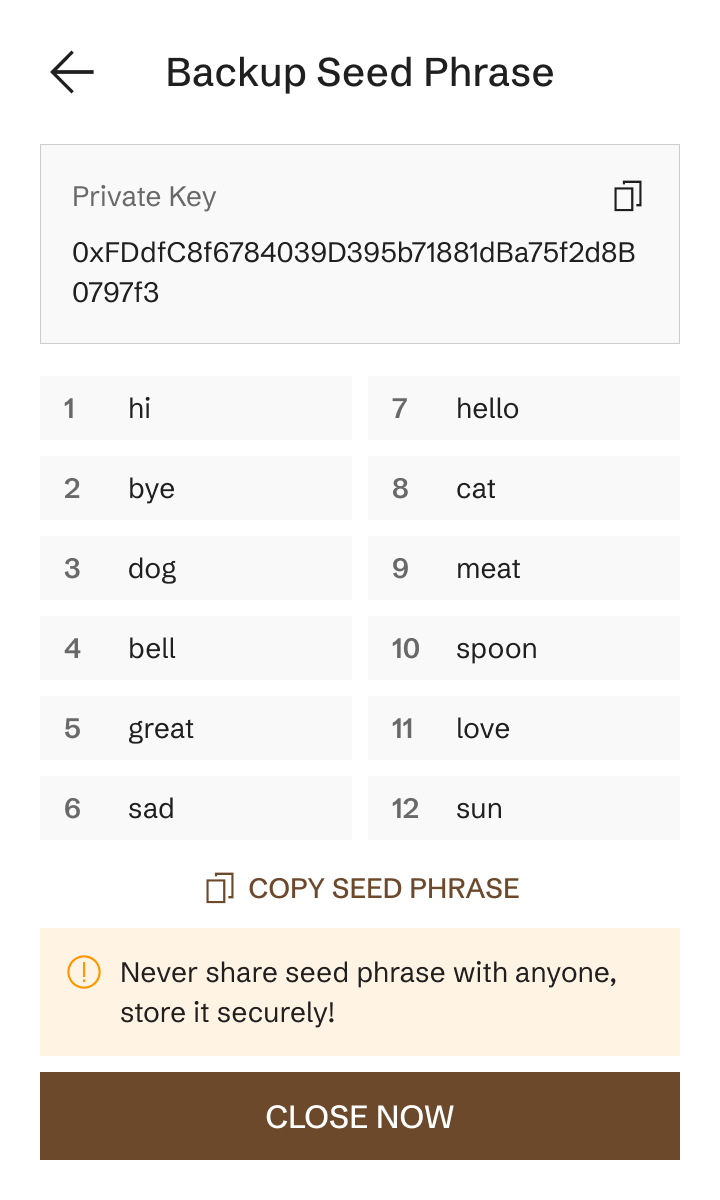 Backup Seed Phrase
Private Key
0xFDdfC8f6784039D395b71881dBa75f2d8B
0797f3
1 hi
2 bye
3 dog
4 bell
5 great
6 sad
7 hello
8 cat
9 meat
10 spoon
11 love
12 sun
COPY SEED PHRASE
Never share seed phrase with anyone,
store it securely!
CLOSE NOW